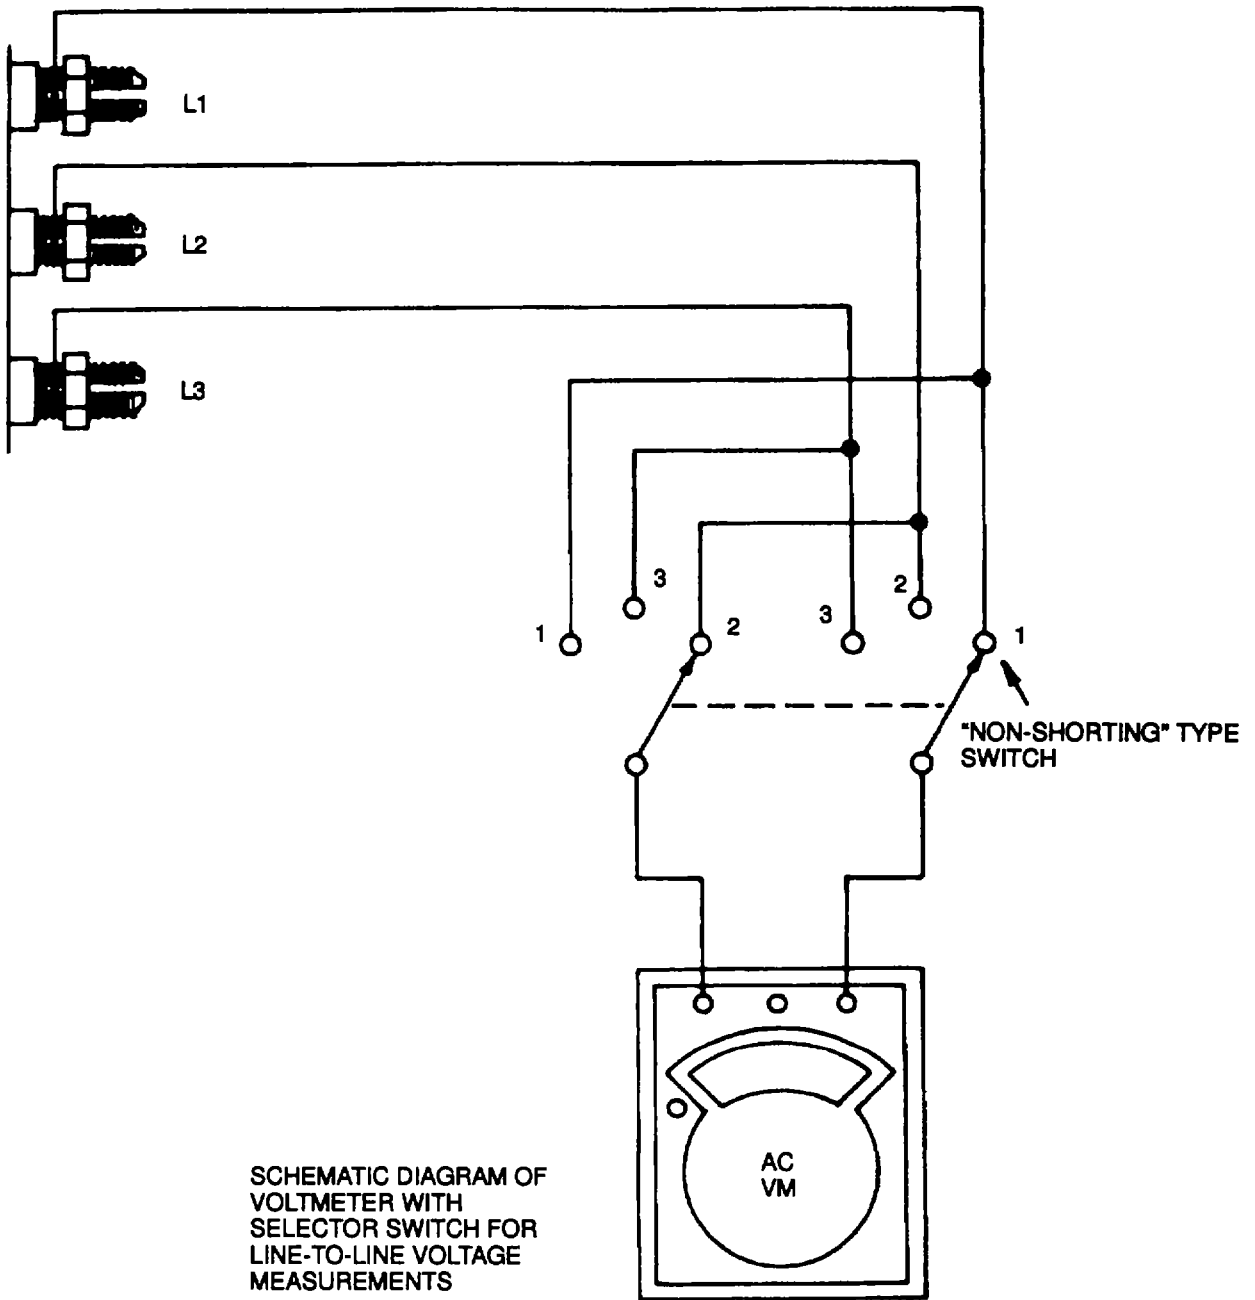 L1
L2
L3
3
2
1
2
3
1
"NON-SHORTING" TYPE
SWITCH
AC
VM
SCHEMATIC DIAGRAM OF
VOLTMETER WITH
SELECTOR SWITCH FOR
LINE-TO-LINE VOLTAGE
MEASUREMENTS